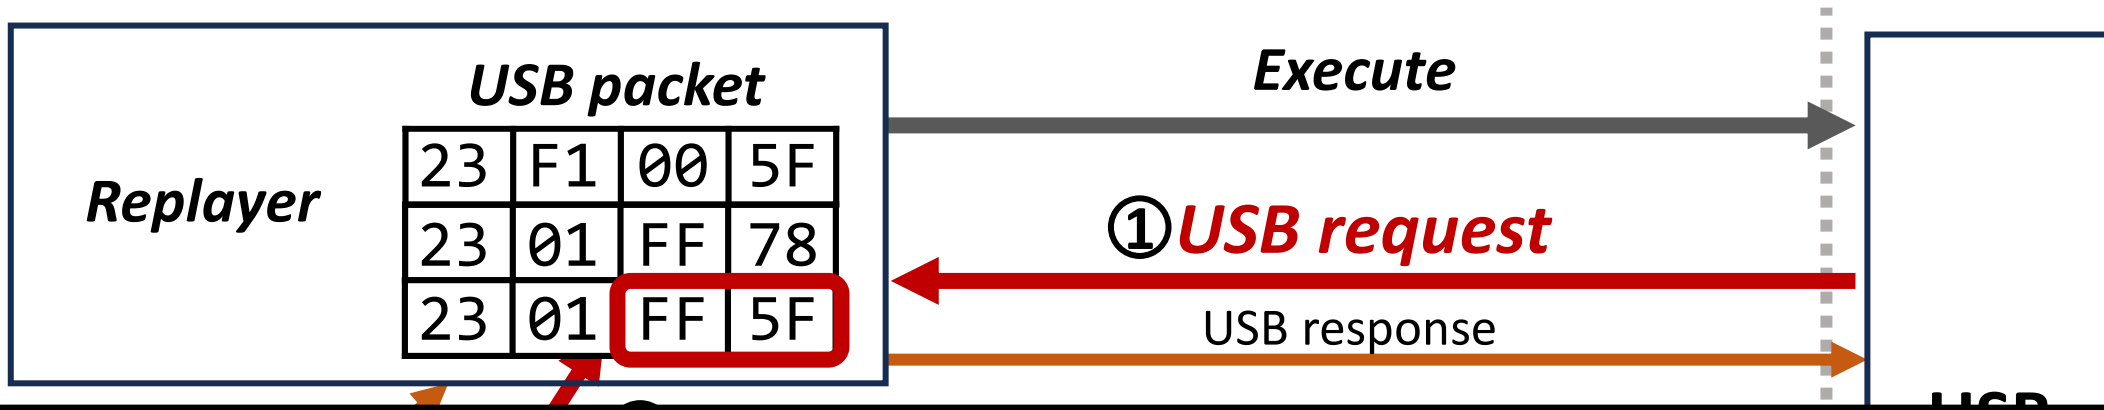 USB packet
23 F1 00 5F
Replayer
23 01 FF 78
23 01 FF 5F
Execute
①USB request
USB response